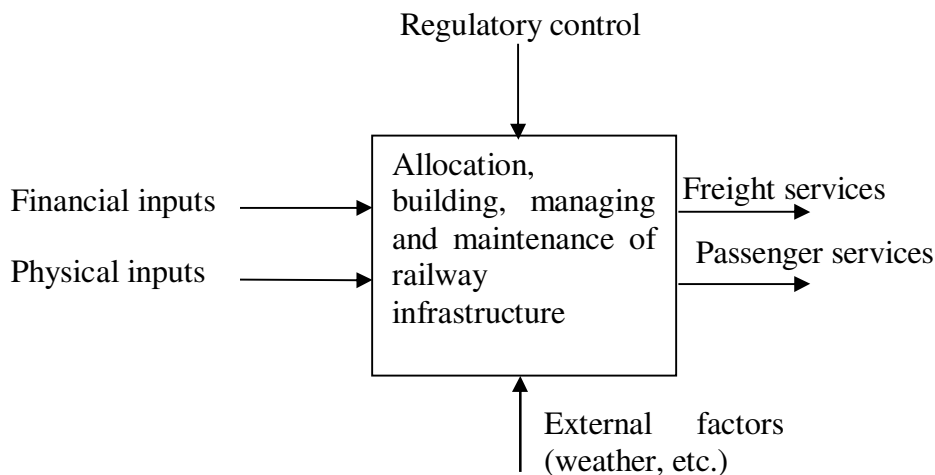 Regulatory control
Allocation,
building, managing
and maintenance of
railway
infrastructure
Financial inputs
Physical inputs
Freight services
Passenger services
External factors
(weather, etc.)